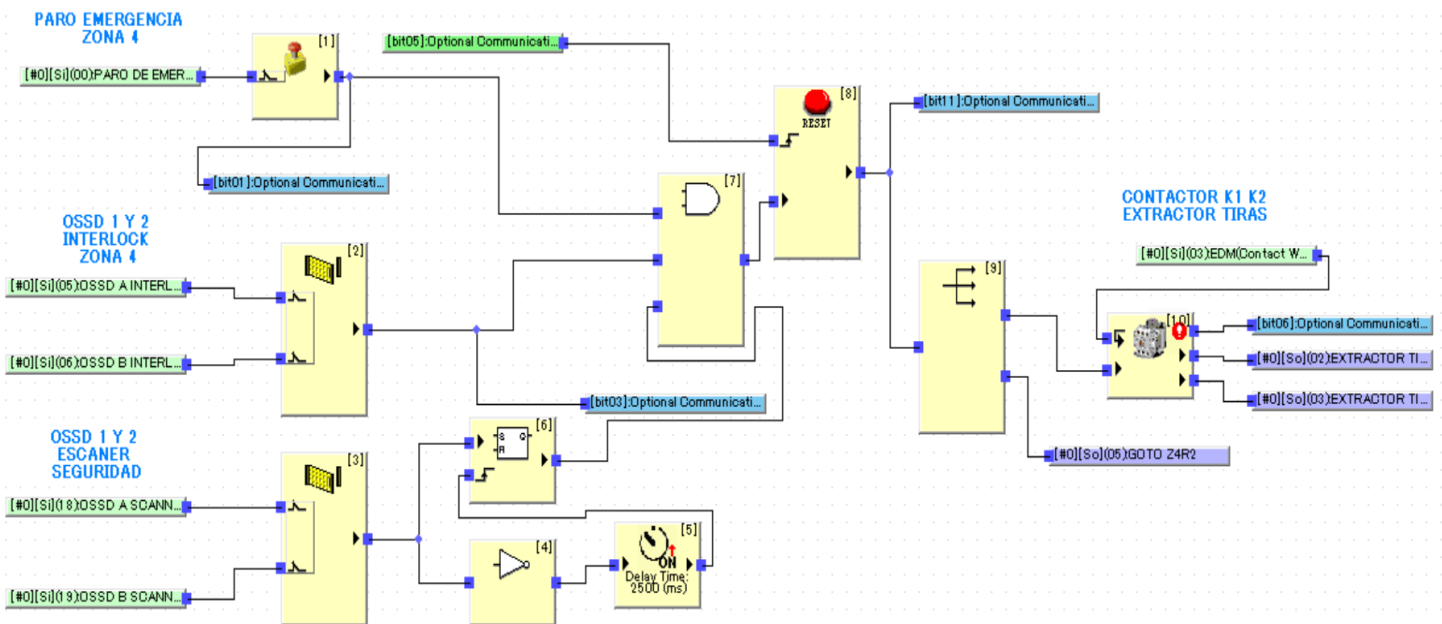 PARO EMERGENCIA
ZONA 4
[1]
[bit05]:Optional Communicati...
[#0][Si](00):PARO DE EMER...
[8]
RESET
[bit11]:Optional Communicati...
[bit01]:Optional Communicati...
[7]
CONTACTOR K1 K2
EXTRACTOR TIRAS
OSSD 1 Y 2
INTERLOCK
ZONA 4
[2]
[#0][Si](03):EDM(Contact W...
[9]
[#0][Si](05):OSSD A INTERL...
[10]
[bit06]:Optional Communicati...
[#0][So](02):EXTRACTOR TI...
[#0][Si](06):OSSD B INTERL...
[#0][So](03):EXTRACTOR TI...
[bit03]:Optional Communicati...
OSSD 1 Y 2
ESCANER
SEGURIDAD
[6]
S Q
R
[3]
[#0][So](05):GOTO Z4R2
[#0][Si](18):OSSD A SCANN...
[4]
[5]
ON
Delay Time:
2500 (ms)
[#0][Si](19):OSSD B SCANN...